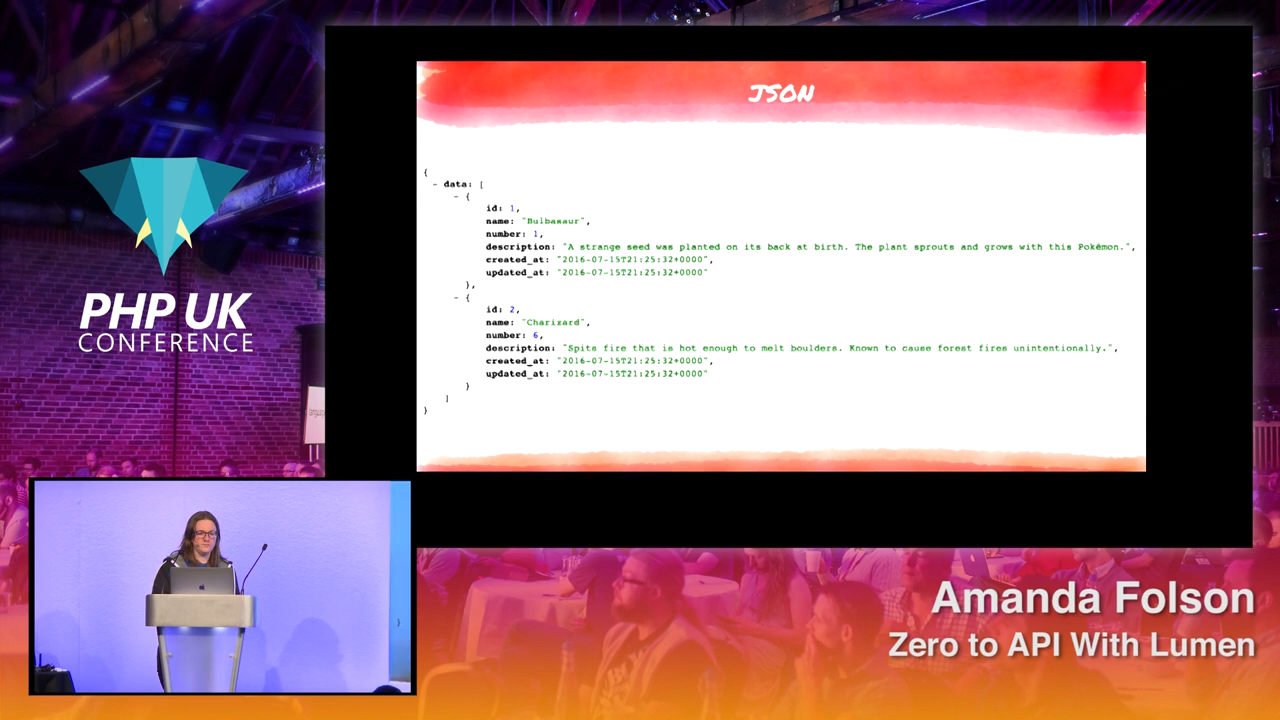 JSON
{
- data: [
- {
id: 1,
name: "Bulbasaur",
number: 1,
description: "A strange seed was planted on its back at birth. The plant sprouts and grows with this Pokémon.",
created_at: "2016-07-15T21:25:32+0000",
updated_at: "2016-07-15T21:25:32+0000"
},
- {
id: 2,
name: "Charizard",
number: 6,
description: "Spits fire that is hot enough to melt boulders. Known to cause forest fires unintentionally.",
created_at: "2016-07-15T21:25:32+0000",
updated_at: "2016-07-15T21:25:32+0000"
}
]
}
PHP UK
CONFERENCE
Amanda Folson
Zero to API With Lumen